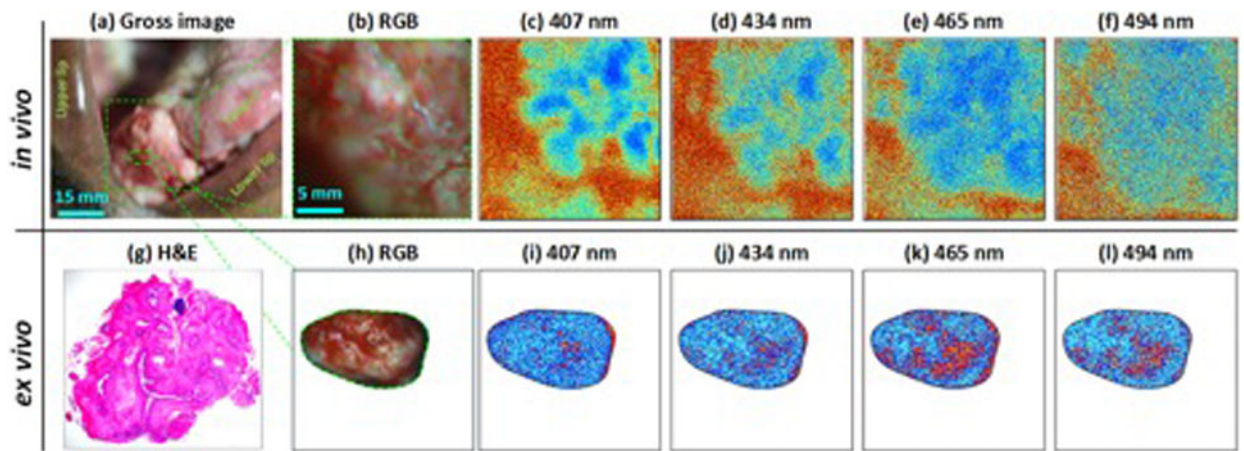 (a) Gross image (b) RGB (c) 407 nm (d) 434 nm (e) 465 nm (f) 494 nm
in vivo
Upper lip
Lower lip
15 mm
5 mm
(g) H&E (h) RGB (i) 407 nm (j) 434 nm (k) 465 nm (l) 494 nm
ex vivo